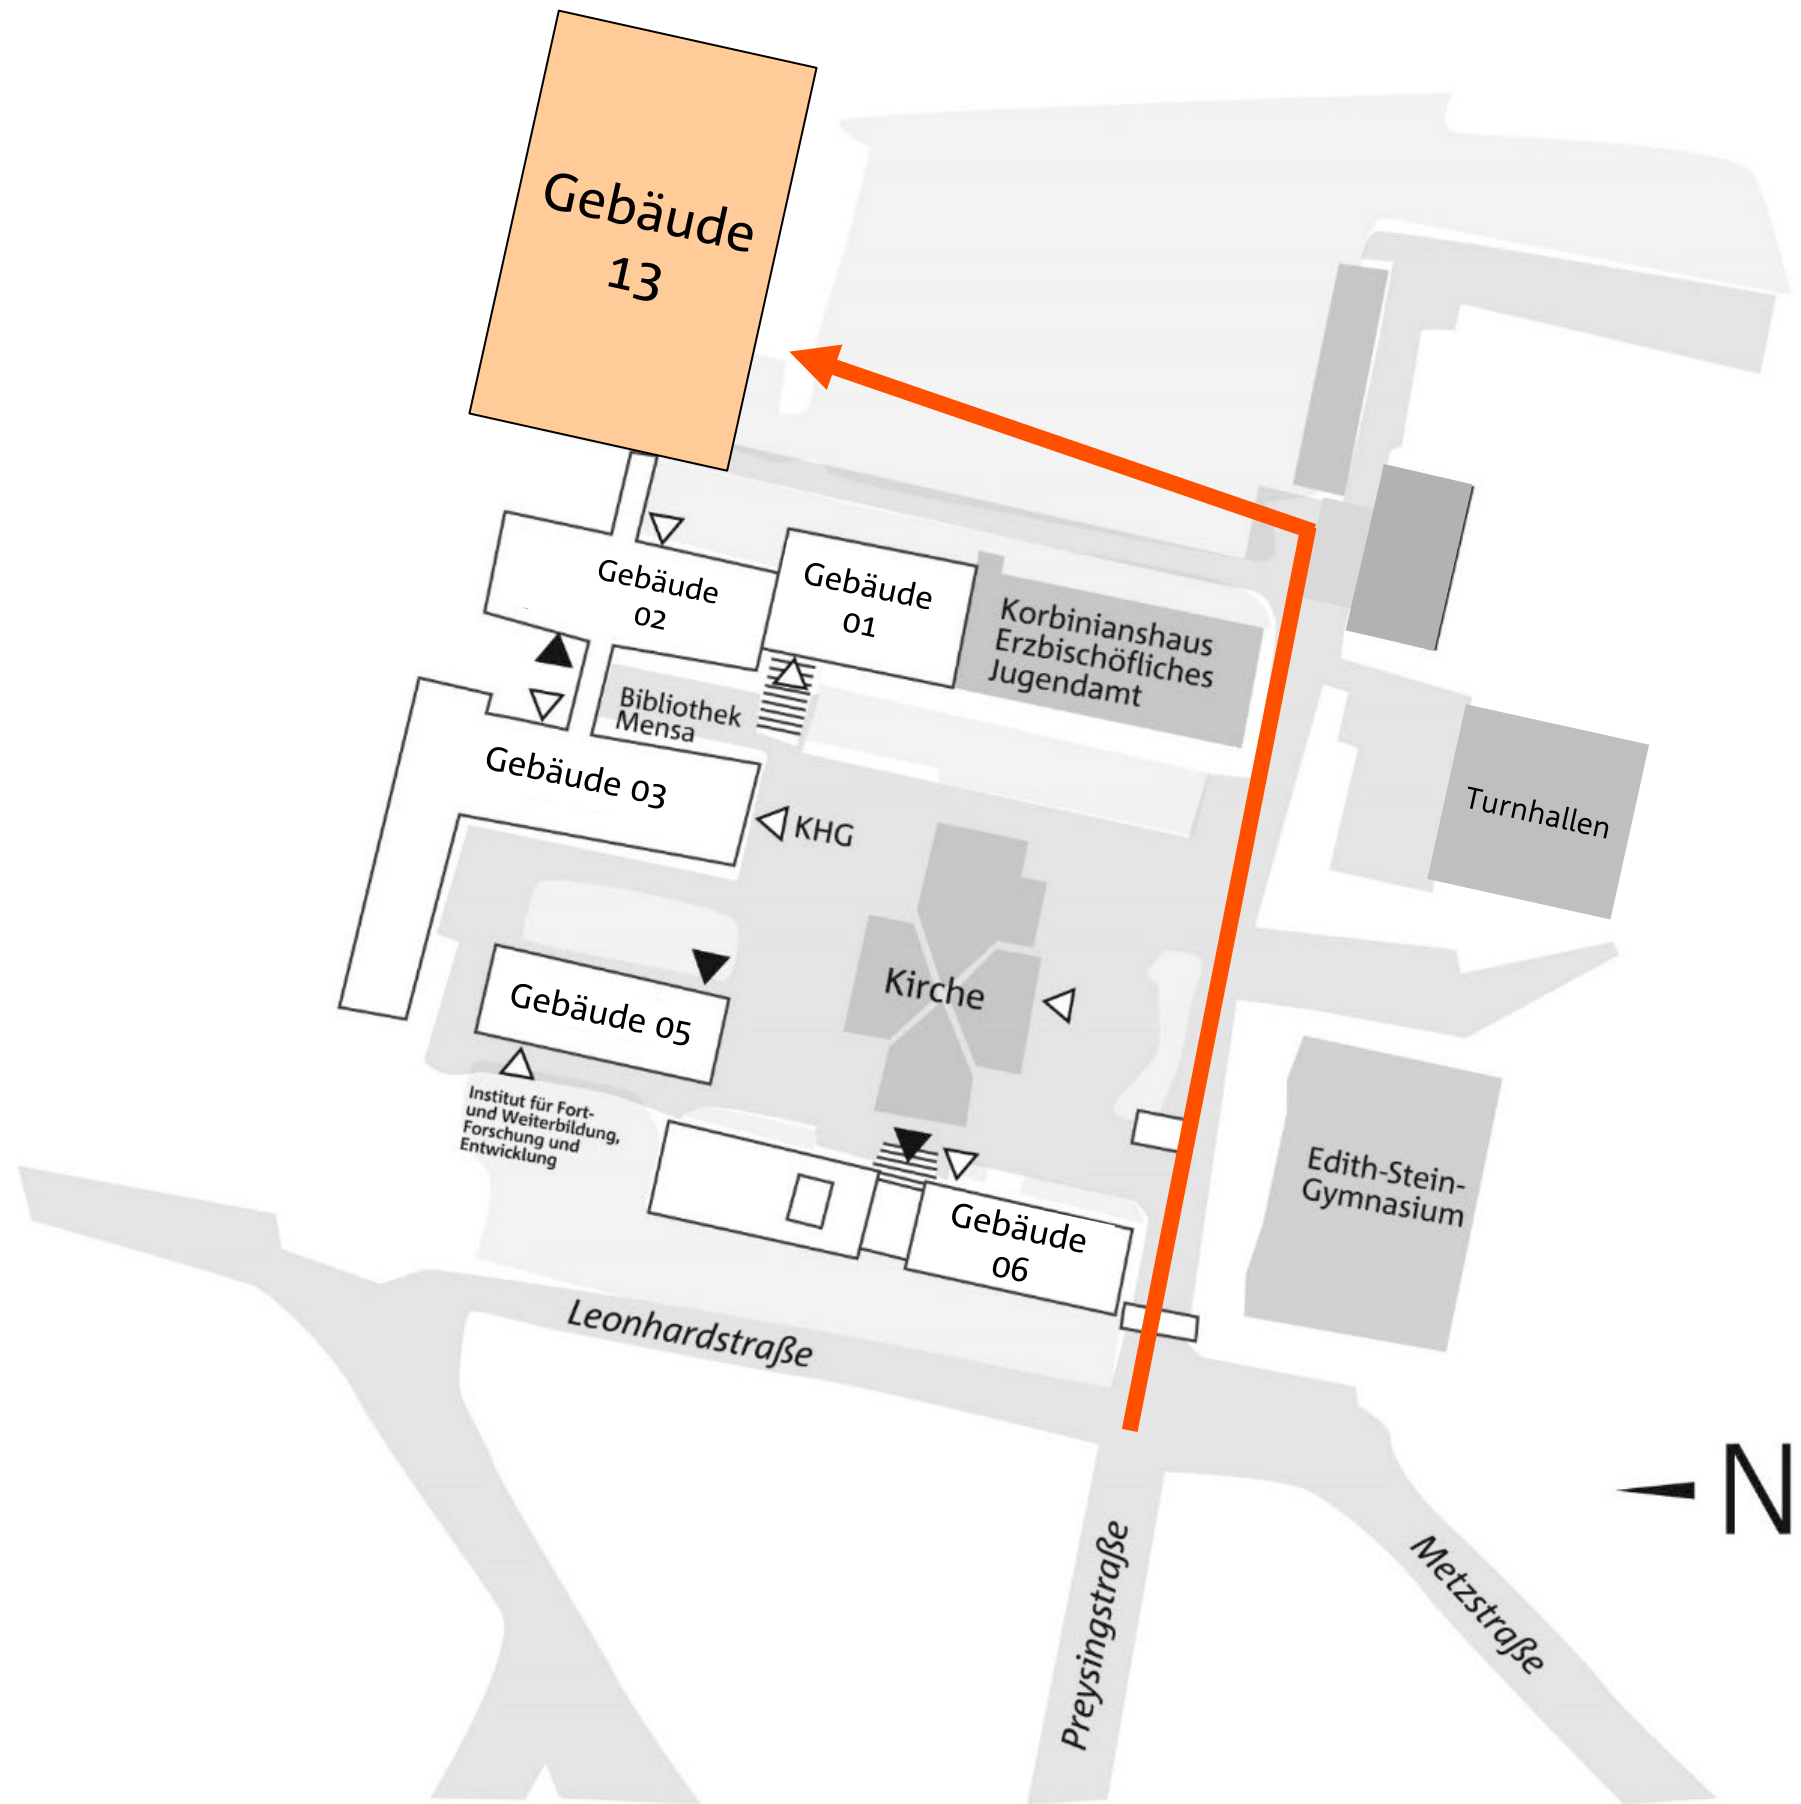 Gebäude
13
Gebäude
02
Gebäude
01
Korbinianshaus
Erzbischöfliches
Jugendamt
Bibliothek
Mensa
Gebäude 03
KHG
Turnhallen
Kirche
Gebäude 05
Institut für Fort-
und Weiterbildung,
Forschung und
Entwicklung
Edith-Stein-
Gymnasium
Gebäude
06
Leonhardstraße
N
Preysingstraße
Metzstraße